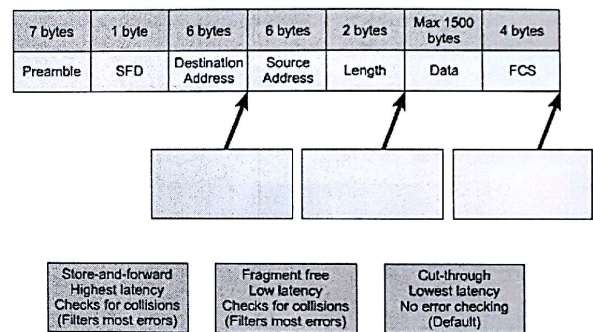 7 bytes 1 byte 6 bytes 6 bytes 2 bytes Max 1500 bytes 4 bytes
Preamble SFD Destination Address Source Address Length Data FCS
Store-and-forward
Highest latency
Checks for collisions
(Filters most errors)
Fragment free
Low latency
Checks for collisions
(Filters most errors)
Cut-through
Lowest latency
No error checking
(Default)